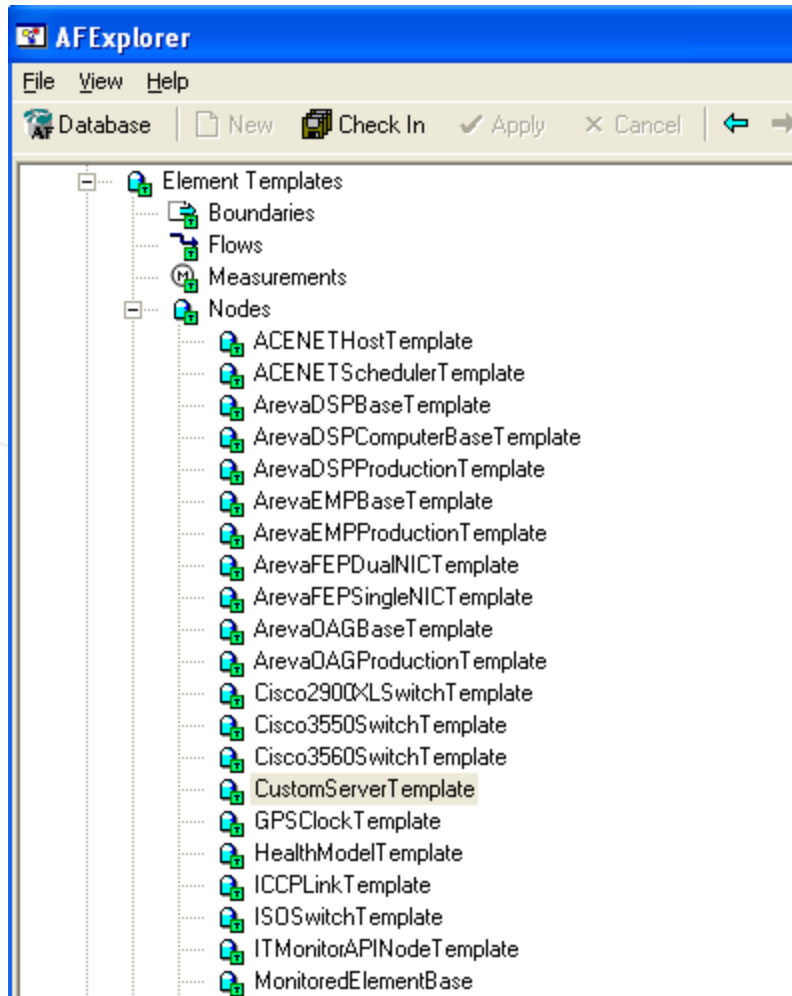 AFExplorer
File View Help
Database New Check In Apply Cancel
Element Templates
Boundaries
Flows
Measurements
Nodes
ACENETHostTemplate
ACENETSchedulerTemplate
ArevaDSPBaseTemplate
ArevaDSPComputerBaseTemplate
ArevaDSPProductionTemplate
ArevaEMPBaseTemplate
ArevaEMPProductionTemplate
ArevaFEPDualNICTemplate
ArevaFEPSingleNICTemplate
ArevaOAGBaseTemplate
ArevaOAGProductionTemplate
Cisco2900XLSwitchTemplate
Cisco3550SwitchTemplate
Cisco3560SwitchTemplate
CustomServerTemplate
GPSClockTemplate
HealthModelTemplate
ICCPLinkTemplate
ISOSwitchTemplate
ITMonitorAPINodeTemplate
MonitoredElementBase